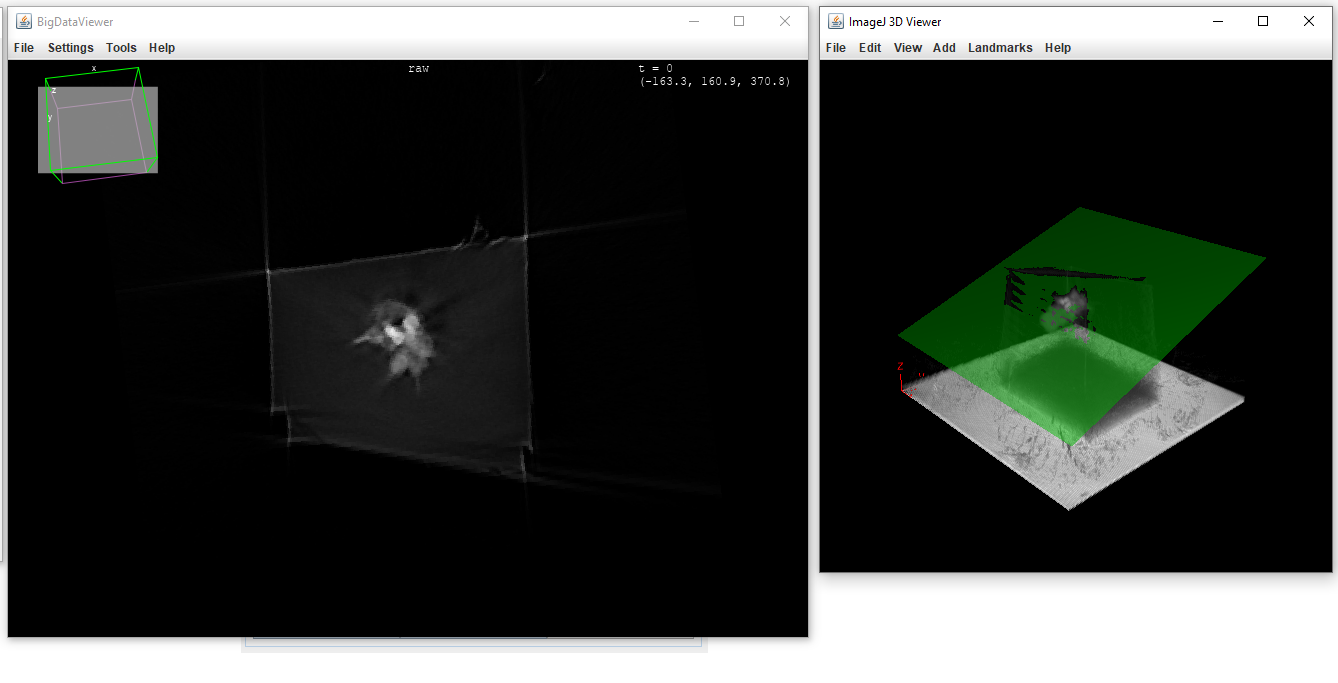 BigDataViewer
File Settings Tools Help
x
z
y
raw
t = 0
(-163.3, 160.9, 370.8)
ImageJ 3D Viewer
File Edit View Add Landmarks Help
Z